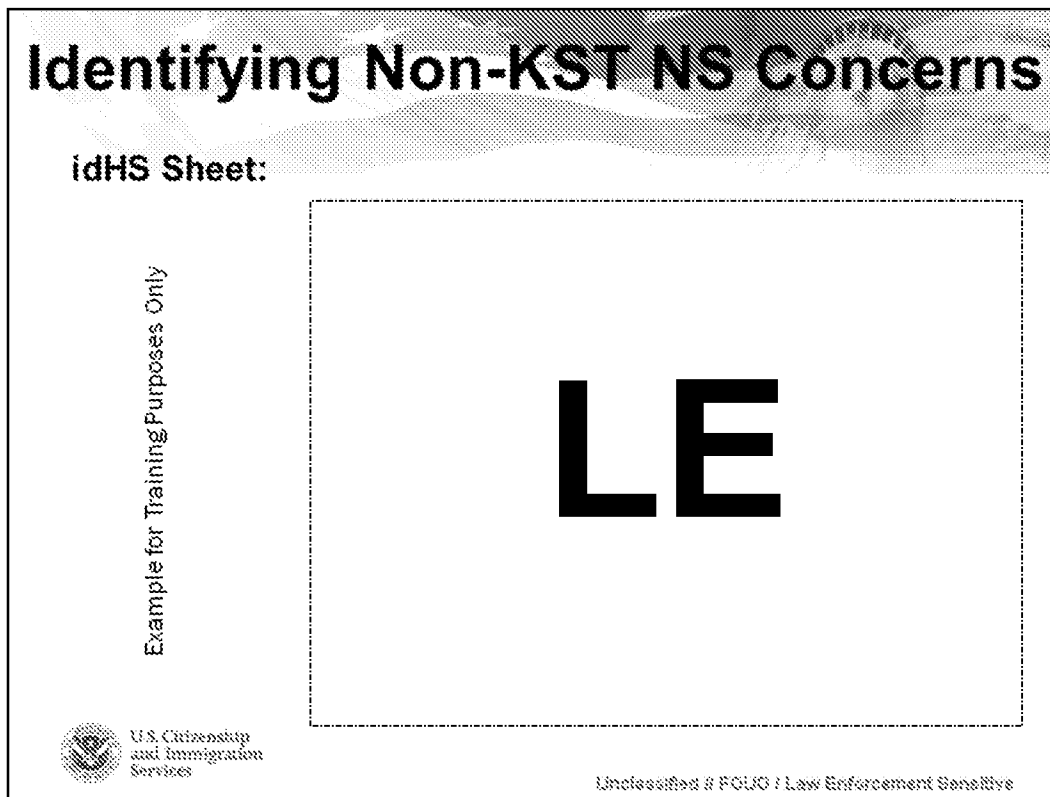 Identifying Non-KST NS Concerns
idHS Sheet:
Example for Training Purposes Only
LE
U.S. Citizenship
and Immigration
Services
Unclassified // FOUO / Law Enforcement Sensitive